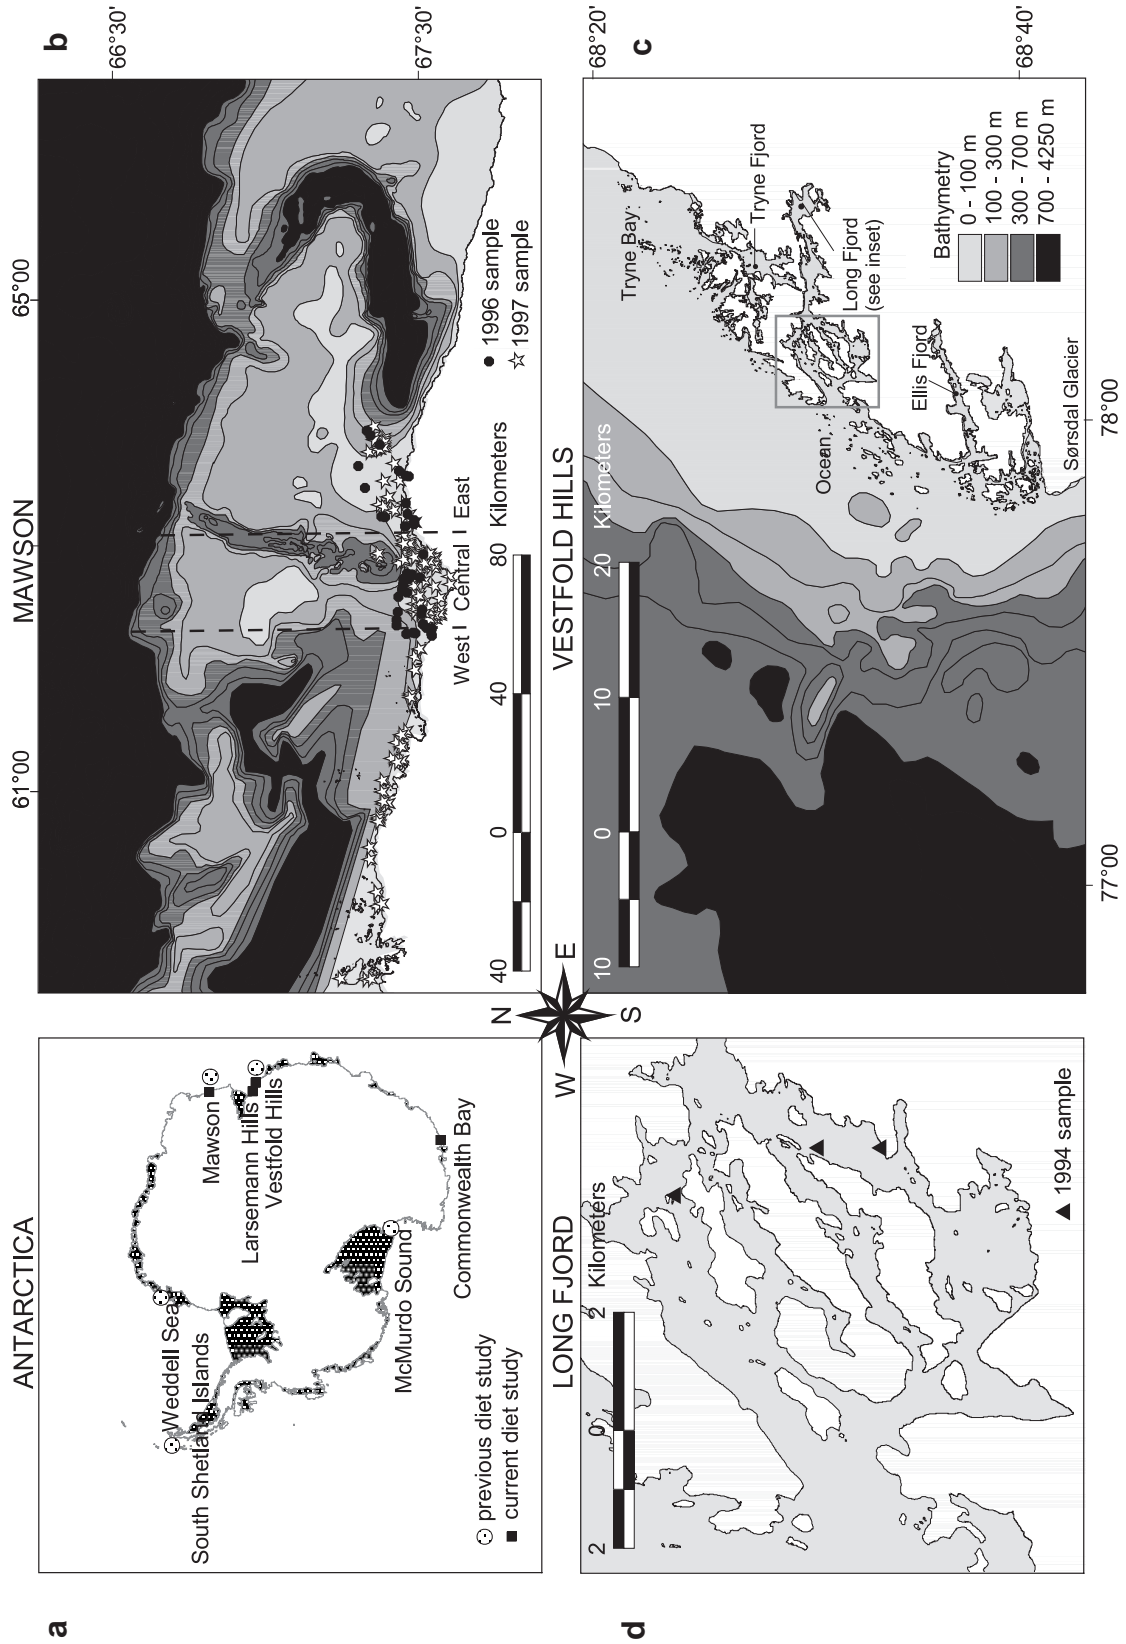 a
ANTARCTICA
Weddell Sea
South Shetland Islands
Mawson
Larsemann Hills
Vestfold Hills
McMurdo Sound
Commonwealth Bay
previous diet study
current diet study
b
61°00'
MAWSON
65°00'
66°30'
67°30'
West
Central
East
40
0
40
80
Kilometers
1996 sample
1997 sample
N
W
E
S
d
LONG FJORD
2
0
2
Kilometers
1994 sample
c
VESTFOLD HILLS
10
0
10
20
Kilometers
68°20'
68°40'
Tryne Bay
Tryne Fjord
Long Fjord
(see inset)
Ocean
Ellis Fjord
Sørsdal Glacier
Bathymetry
0 - 100 m
100 - 300 m
300 - 700 m
700 - 4250 m
77°00'
78°00'